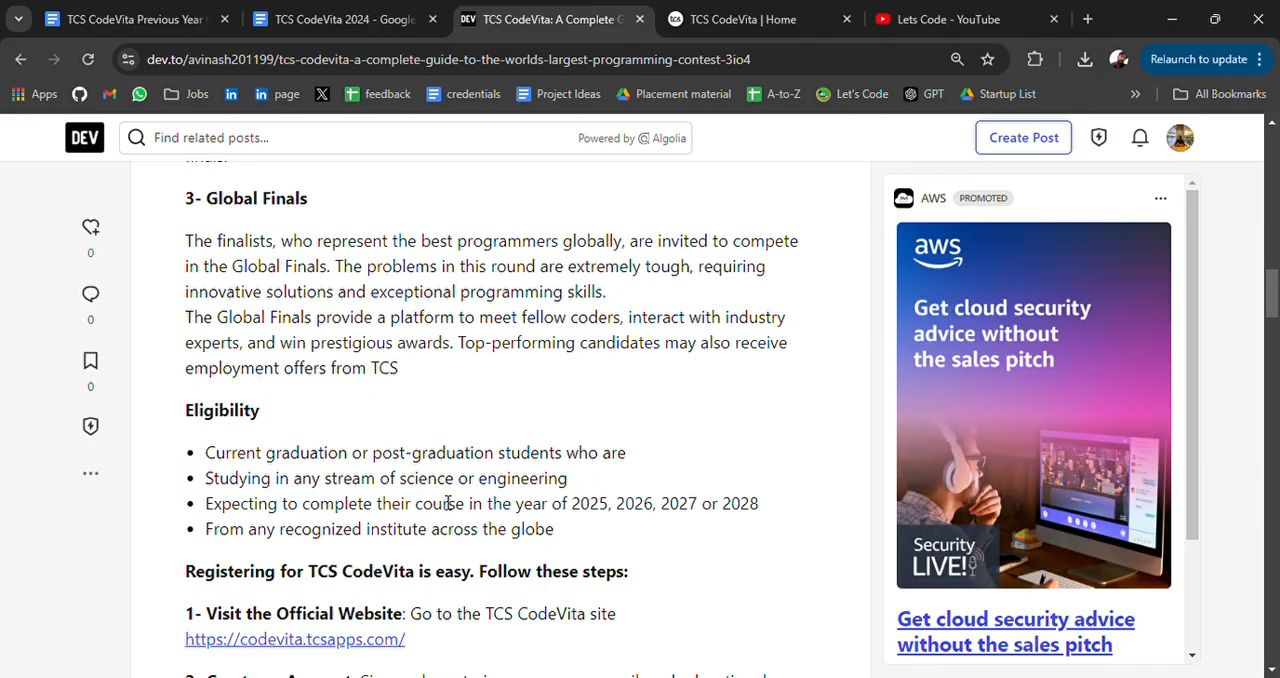 TCS CodeVita Previous Year
TCS CodeVita 2024 - Google
DEV TCS CodeVita: A Complete G
tcs TCS CodeVita | Home
Lets Code - YouTube
dev.to/avinash201199/tcs-codevita-a-complete-guide-to-the-worlds-largest-programming-contest-3io4
Relaunch to update
Apps
Jobs
page
feedback
credentials
Project Ideas
Placement material
A-to-Z
Let's Code
GPT
Startup List
All Bookmarks
DEV
Find related posts...
Powered by Algolia
Create Post
3- Global Finals
The finalists, who represent the best programmers globally, are invited to compete
in the Global Finals. The problems in this round are extremely tough, requiring
innovative solutions and exceptional programming skills.
The Global Finals provide a platform to meet fellow coders, interact with industry
experts, and win prestigious awards. Top-performing candidates may also receive
employment offers from TCS
Eligibility
• Current graduation or post-graduation students who are
• Studying in any stream of science or engineering
• Expecting to complete their course in the year of 2025, 2026, 2027 or 2028
• From any recognized institute across the globe
Registering for TCS CodeVita is easy. Follow these steps:
1- Visit the Official Website: Go to the TCS CodeVita site
https://codevita.tcsapps.com/
0
0
0
AWS PROMOTED
aws
Get cloud security
advice without
the sales pitch
Security
LIVE!
Get cloud security advice
without the sales pitch